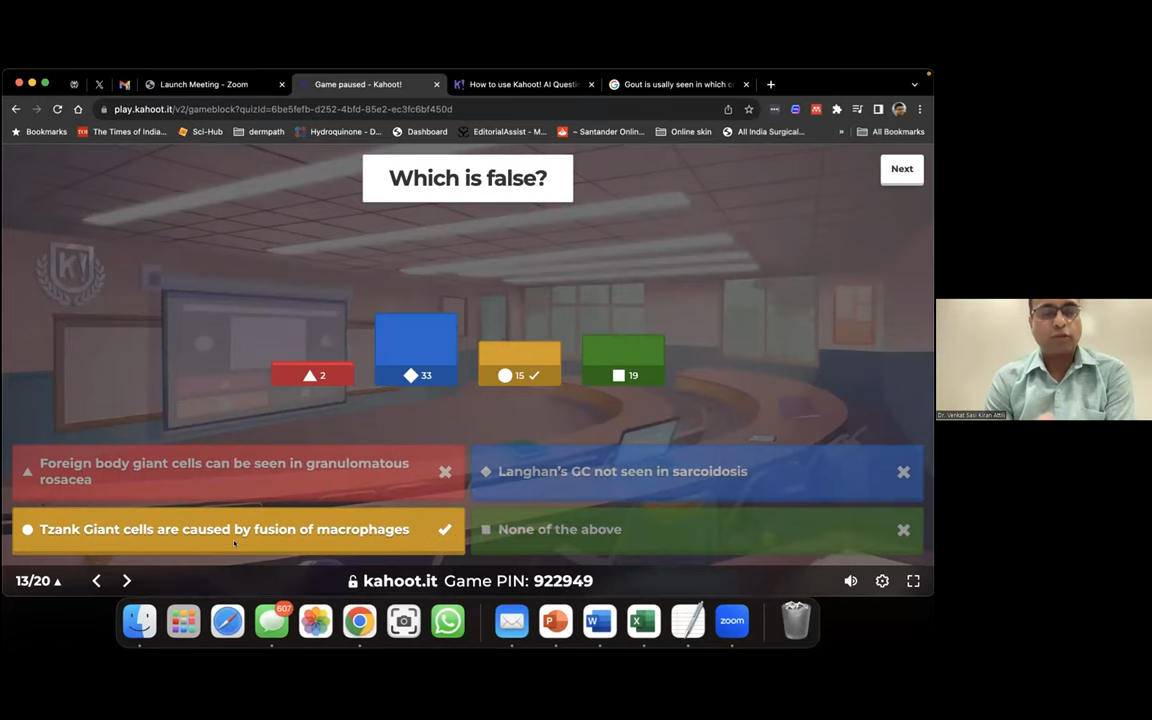 Launch Meeting - Zoom
Game paused - Kahoot!
How to use Kahoot! AI Questi
Gout is usally seen in which c
play.kahoot.it/v2/gameblock?quizId=6be5fefb-d252-4bfd-85e2-ec3fc6bf450d
Bookmarks
The Times of India...
Sci-Hub
dermpath
Hydroquinone - D...
Dashboard
EditorialAssist - M...
~ Santander Onlin...
Online skin
All India Surgical...
»
All Bookmarks
Which is false?
Next
K!
2
33
15
19
Foreign body giant cells can be seen in granulomatous
rosacea
Langhan's GC not seen in sarcoidosis
Tzank Giant cells are caused by fusion of macrophages
None of the above
13/20
kahoot.it Game PIN: 922949
607
zoom
Dr. Venkat Sasi Kiran Attili